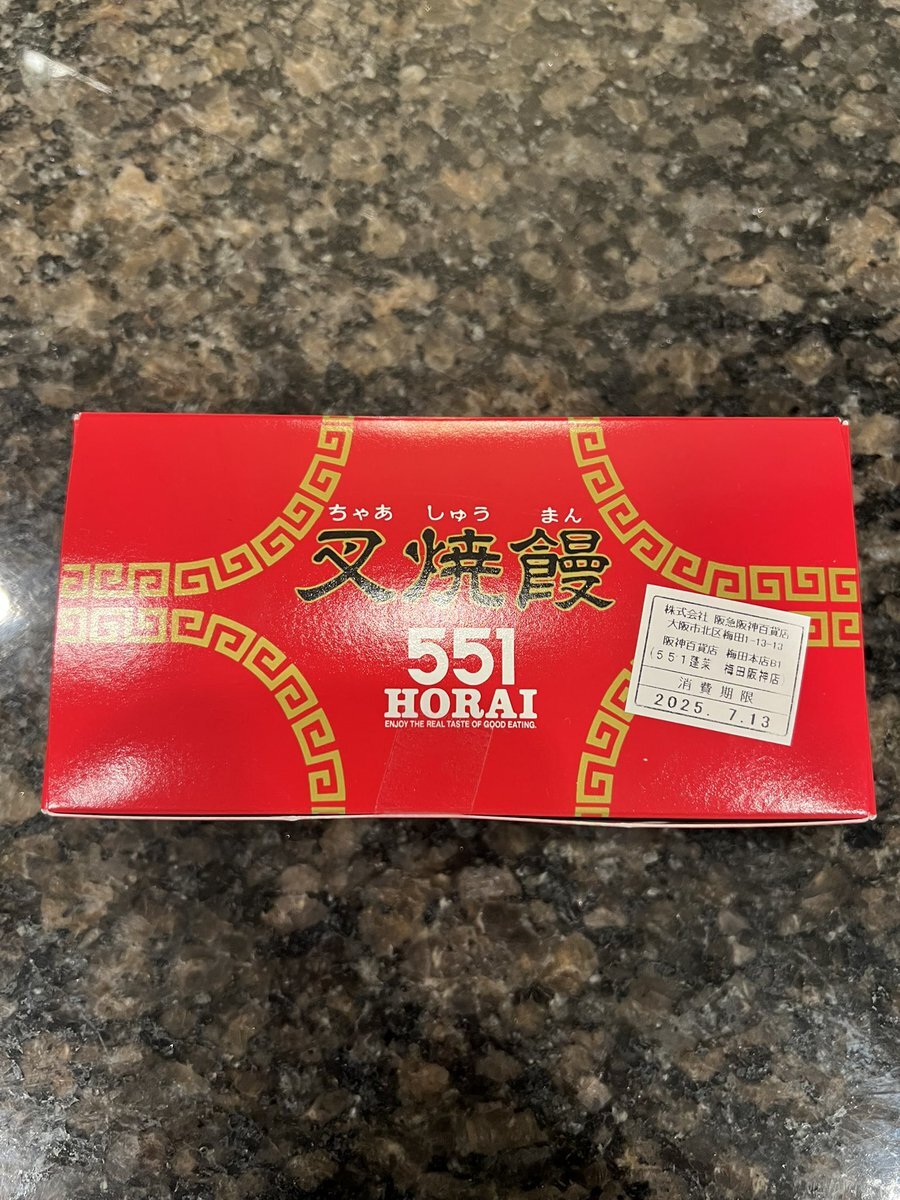 ちゃあ しゅう まん
叉焼饅
551
HORAI
ENJOY THE REAL TASTE OF GOOD EATING.
株式会社 阪急阪神百貨店
大阪市北区梅田1-13-13
阪神百貨店 梅田本店B1
(551蓬莱 梅田阪神店)
消費期限
2025. 7.13